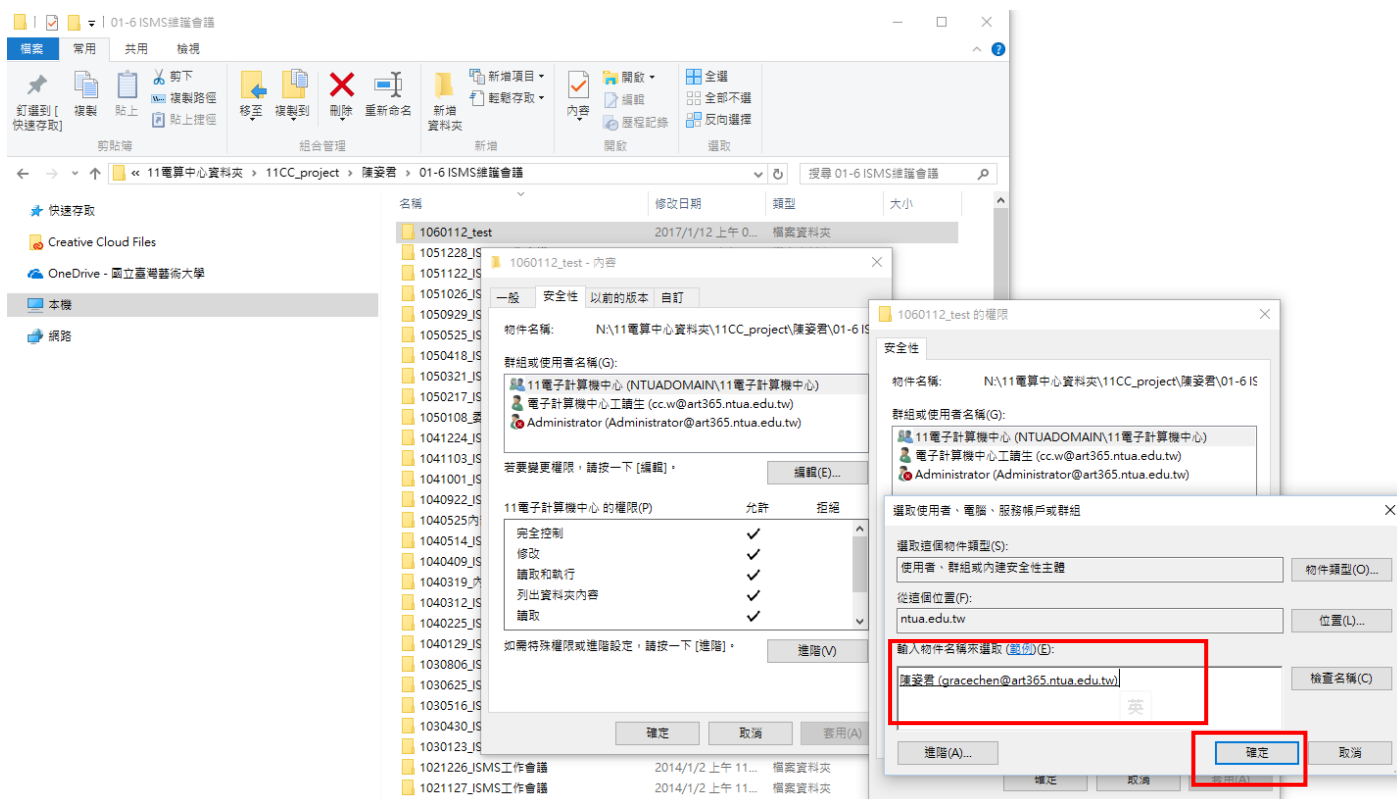 01-6 ISMS維護會議
檔案 常用 共用 檢視
釘選到 [快速存取]
複製
貼上
剪下
複製路徑
貼上捷徑
剪貼簿
移至
複製到
刪除
重新命名
組合管理
新增資料夾
新增項目
輕鬆存取
新增
內容
開啟
編輯
歷程記錄
開啟
全選
全部不選
反向選擇
選取
« 11電算中心資料夾 › 11CC_project › 陳姿君 › 01-6 ISMS維護會議
搜尋 01-6 ISMS維護會議
快速存取
Creative Cloud Files
OneDrive - 國立臺灣藝術大學
本機
網路
名稱 修改日期 類型 大小
1060112_test 2017/1/12 上午 0... 檔案資料夾
1051228_IS
1051122_IS
1051026_IS
1050929_IS
1050525_IS
1050418_IS
1050321_IS
1050217_IS
1050108_
1041224_IS
1041103_IS
1041001_IS
1040922_IS
1040525內
1040514_IS
1040409_IS
1040319_內
1040312_IS
1040225_IS
1040129_IS
1030806_IS
1030625_IS
1030516_IS
1030430_IS
1030123_IS
1021226_ISMS工作會議 2014/1/2 上午 11... 檔案資料夾
1021127_ISMS工作會議 2014/1/2 上午 11... 檔案資料夾
1060112_test - 內容
一般 安全性 以前的版本 自訂
物件名稱: N:\11電算中心資料夾\11CC_project\陳姿君\01-6 IS
群組或使用者名稱(G):
11電子計算機中心 (NTUADOMAIN\11電子計算機中心)
電子計算機中心工讀生 (cc.w@art365.ntua.edu.tw)
Administrator (Administrator@art365.ntua.edu.tw)
若要變更權限，請按一下 [編輯]。
編輯(E)...
11電子計算機中心 的權限(P) 允許 拒絕
完全控制
修改
讀取和執行
列出資料夾內容
讀取
如需特殊權限或進階設定，請按一下 [進階]。
進階(V)
確定 取消 套用(A)
1060112_test 的權限
安全性
物件名稱: N:\11電算中心資料夾\11CC_project\陳姿君\01-6 IS
群組或使用者名稱(G):
11電子計算機中心 (NTUADOMAIN\11電子計算機中心)
電子計算機中心工讀生 (cc.w@art365.ntua.edu.tw)
Administrator (Administrator@art365.ntua.edu.tw)
選取使用者、電腦、服務帳戶或群組
選取這個物件類型(S):
使用者、群組或內建安全性主體
物件類型(O)...
從這個位置(F):
ntua.edu.tw
位置(L)...
輸入物件名稱來選取 (範例)(E):
陳姿君 (gracechen@art365.ntua.edu.tw)
檢查名稱(C)
英
進階(A)...
確定 取消
確定 取消 套用(A)